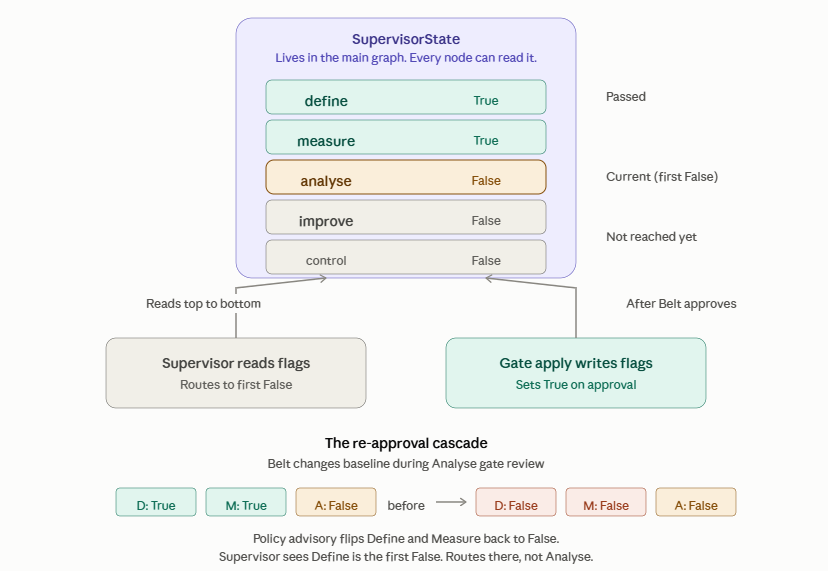 SupervisorState
Lives in the main graph. Every node can read it.
define True Passed
measure True
analyse False Current (first False)
improve False
Not reached yet
control False
Reads top to bottom After Belt approves
Supervisor reads flags
Routes to first False
Gate apply writes flags
Sets True on approval
The re-approval cascade
Belt changes baseline during Analyse gate review
D: True M: True A: False before D: False M: False A: False
Policy advisory flips Define and Measure back to False.
Supervisor sees Define is the first False. Routes there, not Analyse.